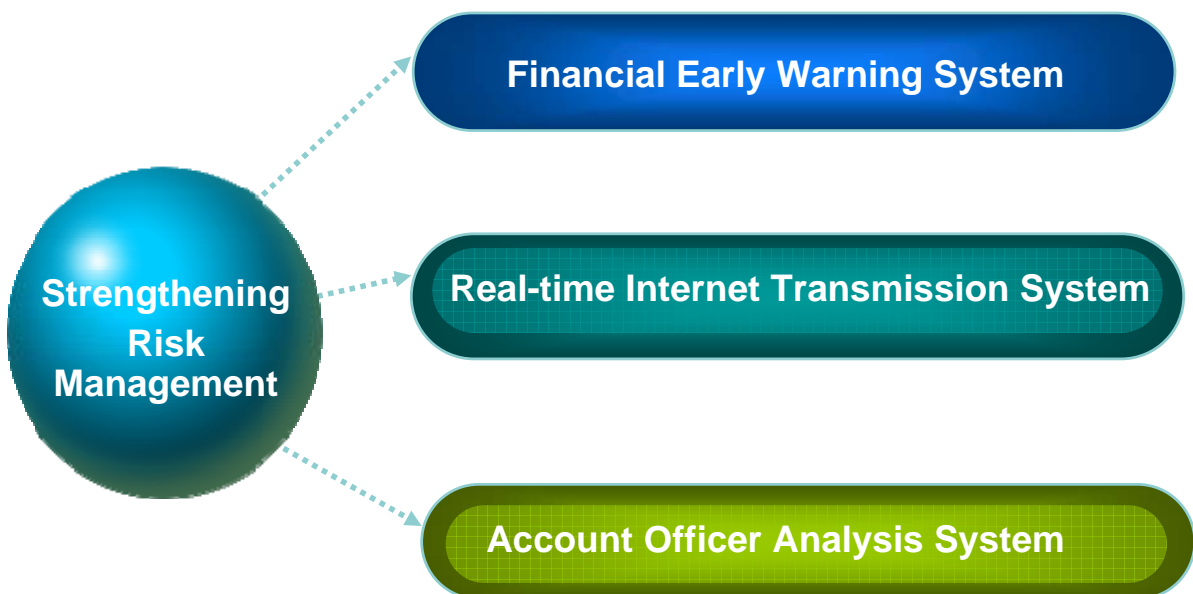 Financial Early Warning System
Strengthening
Risk
Management
Real-time Internet Transmission System
Account Officer Analysis System